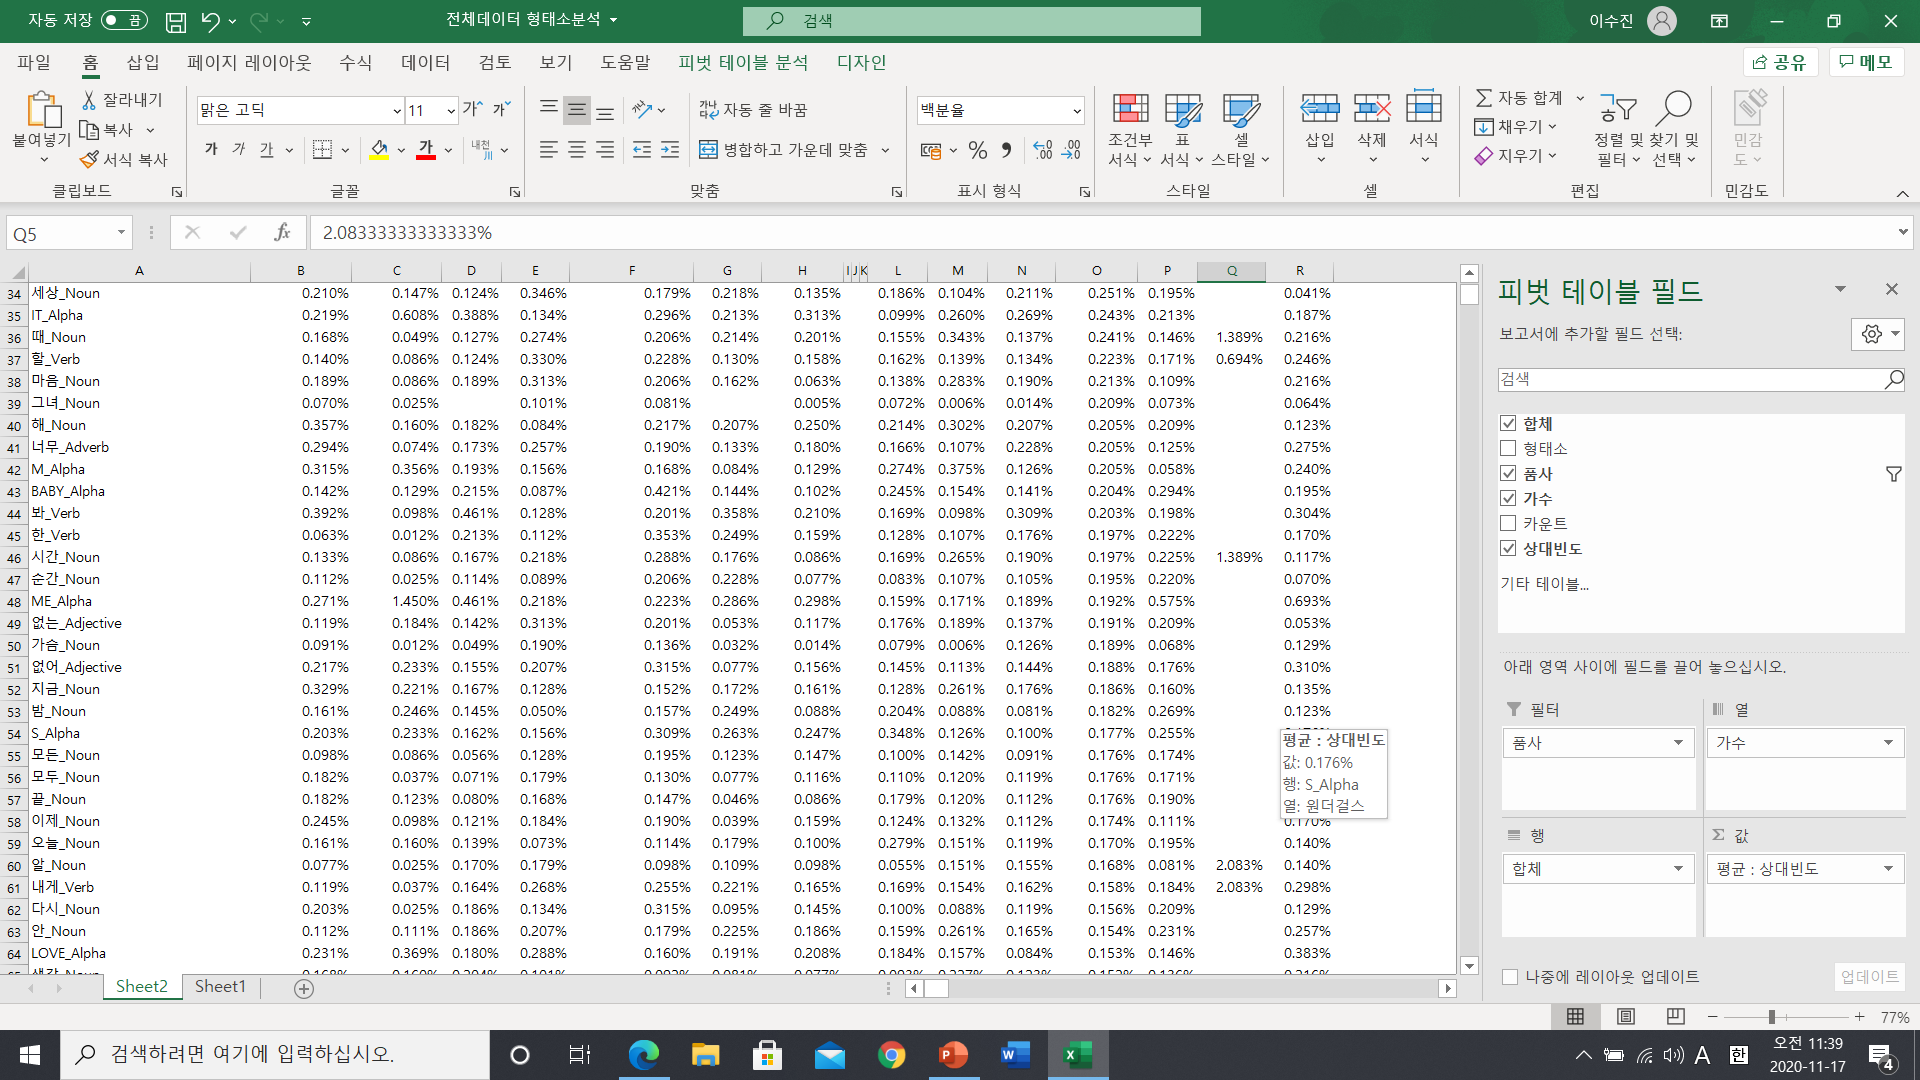 자동 저장 끔 전체데이터 형태소분석 검색 이수진
파일 홈 삽입 페이지 레이아웃 수식 데이터 검토 보기 도움말 피벗 테이블 분석 디자인 공유 메모
붙여넣기 잘라내기 복사 서식 복사 클립보드
맑은 고딕 11 가 가 가 가 가 가 내천 글꼴
자동 줄 바꿈 병합하고 가운데 맞춤 맞춤
백분율 % 표시 형식
조건부 서식 표 서식 셀 스타일 스타일
삽입 삭제 서식 셀
자동 합계 채우기 지우기 정렬 및 필터 찾기 및 선택 편집
민감도 민감도
Q5 fx 2.08333333333333%
A B C D E F G H I J K L M N O P Q R
34 세상_Noun 0.210% 0.147% 0.124% 0.346% 0.179% 0.218% 0.135% 0.186% 0.104% 0.211% 0.251% 0.195% 0.041%
35 IT_Alpha 0.219% 0.608% 0.388% 0.134% 0.296% 0.213% 0.313% 0.099% 0.260% 0.269% 0.243% 0.213% 0.187%
36 때_Noun 0.168% 0.049% 0.127% 0.274% 0.206% 0.214% 0.201% 0.155% 0.343% 0.137% 0.241% 0.146% 1.389% 0.216%
37 할_Verb 0.140% 0.086% 0.124% 0.330% 0.228% 0.130% 0.158% 0.162% 0.139% 0.134% 0.223% 0.171% 0.694% 0.246%
38 마음_Noun 0.189% 0.086% 0.189% 0.313% 0.206% 0.162% 0.063% 0.138% 0.283% 0.190% 0.213% 0.109% 0.216%
39 그녀_Noun 0.070% 0.025% 0.101% 0.081% 0.005% 0.072% 0.006% 0.014% 0.209% 0.073% 0.064%
40 해_Noun 0.357% 0.160% 0.182% 0.084% 0.217% 0.207% 0.250% 0.214% 0.302% 0.207% 0.205% 0.209% 0.123%
41 너무_Adverb 0.294% 0.074% 0.173% 0.257% 0.190% 0.133% 0.180% 0.166% 0.107% 0.228% 0.205% 0.125% 0.275%
42 M_Alpha 0.315% 0.356% 0.193% 0.156% 0.168% 0.084% 0.129% 0.274% 0.375% 0.126% 0.205% 0.058% 0.240%
43 BABY_Alpha 0.142% 0.129% 0.215% 0.087% 0.421% 0.144% 0.102% 0.245% 0.154% 0.141% 0.204% 0.294% 0.195%
44 봐_Verb 0.392% 0.098% 0.461% 0.128% 0.201% 0.358% 0.210% 0.169% 0.098% 0.309% 0.203% 0.198% 0.304%
45 한_Verb 0.063% 0.012% 0.213% 0.112% 0.353% 0.249% 0.159% 0.128% 0.107% 0.176% 0.197% 0.222% 0.170%
46 시간_Noun 0.133% 0.086% 0.167% 0.218% 0.288% 0.176% 0.086% 0.169% 0.265% 0.190% 0.197% 0.225% 1.389% 0.117%
47 순간_Noun 0.112% 0.025% 0.114% 0.089% 0.206% 0.228% 0.077% 0.083% 0.107% 0.105% 0.195% 0.220% 0.070%
48 ME_Alpha 0.271% 1.450% 0.461% 0.218% 0.223% 0.286% 0.298% 0.159% 0.171% 0.189% 0.192% 0.575% 0.693%
49 없는_Adjective 0.119% 0.184% 0.142% 0.313% 0.201% 0.053% 0.117% 0.176% 0.189% 0.137% 0.191% 0.209% 0.053%
50 가슴_Noun 0.091% 0.012% 0.049% 0.190% 0.136% 0.032% 0.014% 0.079% 0.006% 0.126% 0.189% 0.068% 0.129%
51 없어_Adjective 0.217% 0.233% 0.155% 0.207% 0.315% 0.077% 0.156% 0.145% 0.113% 0.144% 0.188% 0.176% 0.310%
52 지금_Noun 0.329% 0.221% 0.167% 0.128% 0.152% 0.172% 0.161% 0.128% 0.261% 0.176% 0.186% 0.160% 0.135%
53 밤_Noun 0.161% 0.246% 0.145% 0.050% 0.157% 0.249% 0.088% 0.204% 0.088% 0.081% 0.182% 0.269% 0.123%
54 S_Alpha 0.203% 0.233% 0.162% 0.156% 0.309% 0.263% 0.247% 0.348% 0.126% 0.100% 0.177% 0.255%
55 모든_Noun 0.098% 0.086% 0.056% 0.128% 0.195% 0.123% 0.147% 0.100% 0.142% 0.091% 0.176% 0.174%
56 모두_Noun 0.182% 0.037% 0.071% 0.179% 0.130% 0.077% 0.116% 0.110% 0.120% 0.119% 0.176% 0.171%
57 끝_Noun 0.182% 0.123% 0.080% 0.168% 0.147% 0.046% 0.086% 0.179% 0.120% 0.112% 0.176% 0.190%
58 이제_Noun 0.245% 0.098% 0.121% 0.184% 0.190% 0.039% 0.159% 0.124% 0.132% 0.112% 0.174% 0.111% 0.170%
59 오늘_Noun 0.161% 0.160% 0.139% 0.073% 0.114% 0.179% 0.100% 0.279% 0.151% 0.119% 0.170% 0.195% 0.140%
60 알_Noun 0.077% 0.025% 0.170% 0.179% 0.098% 0.109% 0.098% 0.055% 0.151% 0.155% 0.168% 0.081% 2.083% 0.140%
61 내게_Verb 0.119% 0.037% 0.164% 0.268% 0.255% 0.221% 0.165% 0.169% 0.154% 0.162% 0.158% 0.184% 2.083% 0.298%
62 다시_Noun 0.203% 0.025% 0.186% 0.134% 0.315% 0.095% 0.145% 0.100% 0.088% 0.119% 0.156% 0.209% 0.129%
63 안_Noun 0.112% 0.111% 0.186% 0.207% 0.179% 0.225% 0.186% 0.159% 0.261% 0.165% 0.154% 0.231% 0.257%
64 LOVE_Alpha 0.231% 0.369% 0.180% 0.288% 0.160% 0.191% 0.208% 0.184% 0.157% 0.084% 0.153% 0.146% 0.383%
평균 : 상대빈도
값: 0.176%
행: S_Alpha
열: 원더걸스
피벗 테이블 필드
보고서에 추가할 필드 선택:
검색
합체
형태소
품사
가수
카운트
상대빈도
기타 테이블...
아래 영역 사이에 필드를 끌어 놓으십시오.
필터 열
품사 가수
행 Σ 값
합체 평균 : 상대빈도
나중에 레이아웃 업데이트 업데이트
Sheet2 Sheet1
77%
검색하려면 여기에 입력하십시오.
A 한 오전 11:39
2020-11-17
4